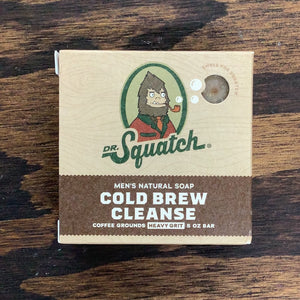 DR.
Squatch®
MEN'S NATURAL SOAP
COLD BREW
CLEANSE
COFFEE GROUNDS HEAVY GRIT 5 OZ BAR